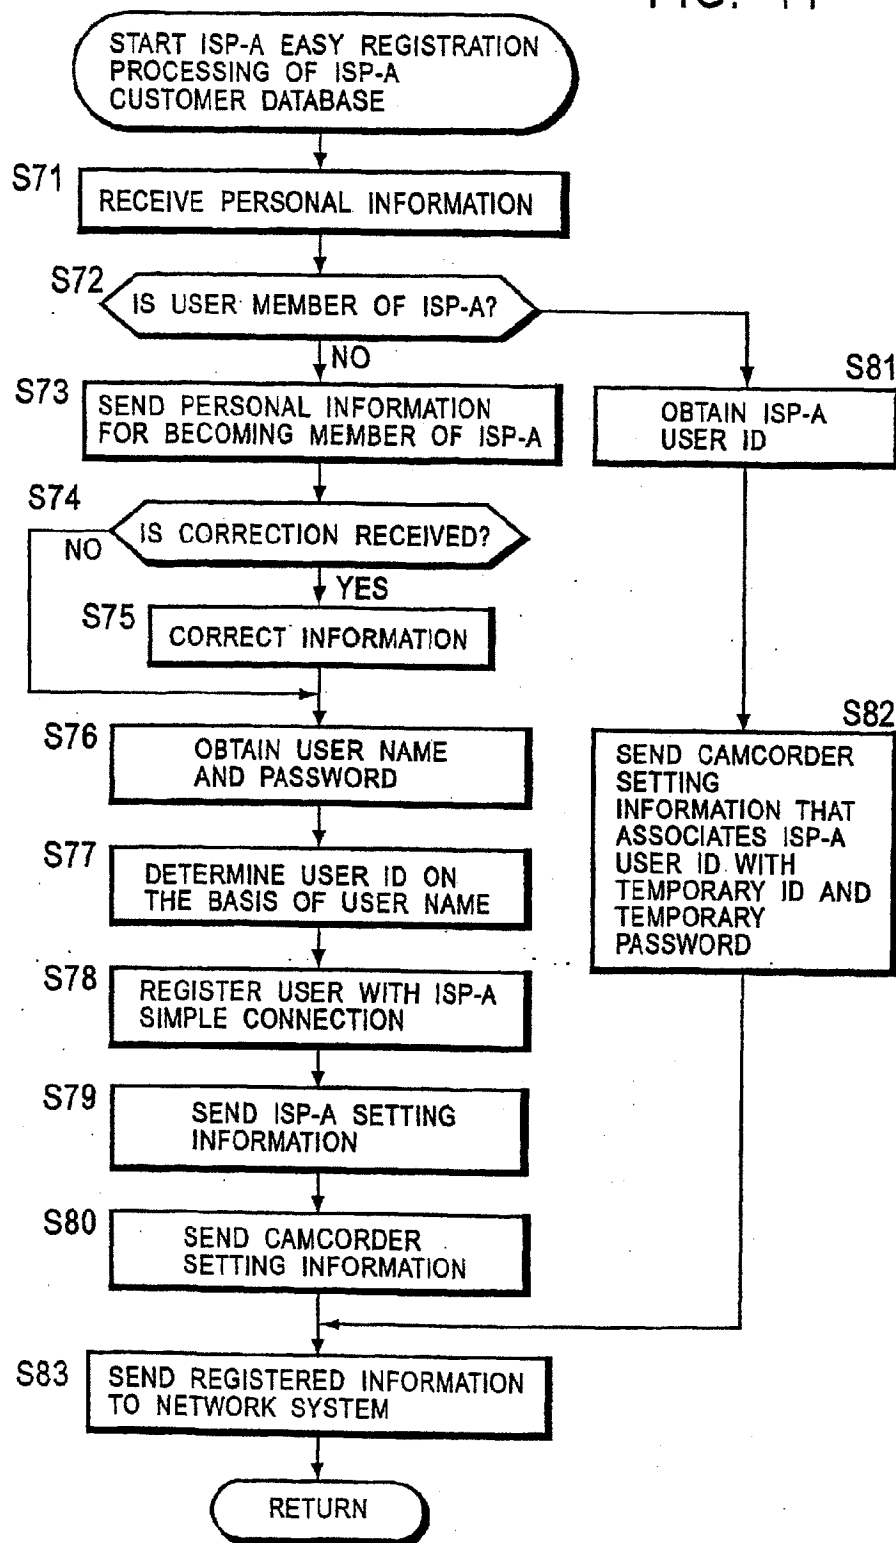 START ISP-A EASY REGISTRATION
PROCESSING OF ISP-A
CUSTOMER DATABASE
S71
RECEIVE PERSONAL INFORMATION
S72
IS USER MEMBER OF ISP-A?
NO
S73
SEND PERSONAL INFORMATION
FOR BECOMING MEMBER OF ISP-A
S74
IS CORRECTION RECEIVED?
NO
YES
S75
CORRECT INFORMATION
S76
OBTAIN USER NAME
AND PASSWORD
S77
DETERMINE USER ID ON
THE BASIS OF USER NAME
S78
REGISTER USER WITH ISP-A
SIMPLE CONNECTION
S79
SEND ISP-A SETTING
INFORMATION
S80
SEND CAMCORDER
SETTING INFORMATION
S81
OBTAIN ISP-A
USER ID
S82
SEND CAMCORDER
SETTING
INFORMATION THAT
ASSOCIATES ISP-A
USER ID WITH
TEMPORARY ID AND
TEMPORARY
PASSWORD
S83
SEND REGISTERED INFORMATION
TO NETWORK SYSTEM
RETURN